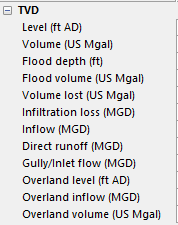 TVD
Level (ft AD)
Volume (US Mgal)
Flood depth (ft)
Flood volume (US Mgal)
Volume lost (US Mgal)
Infiltration loss (MGD)
Inflow (MGD)
Direct runoff (MGD)
Gully/Inlet flow (MGD)
Overland level (ft AD)
Overland inflow (MGD)
Overland volume (US Mgal)